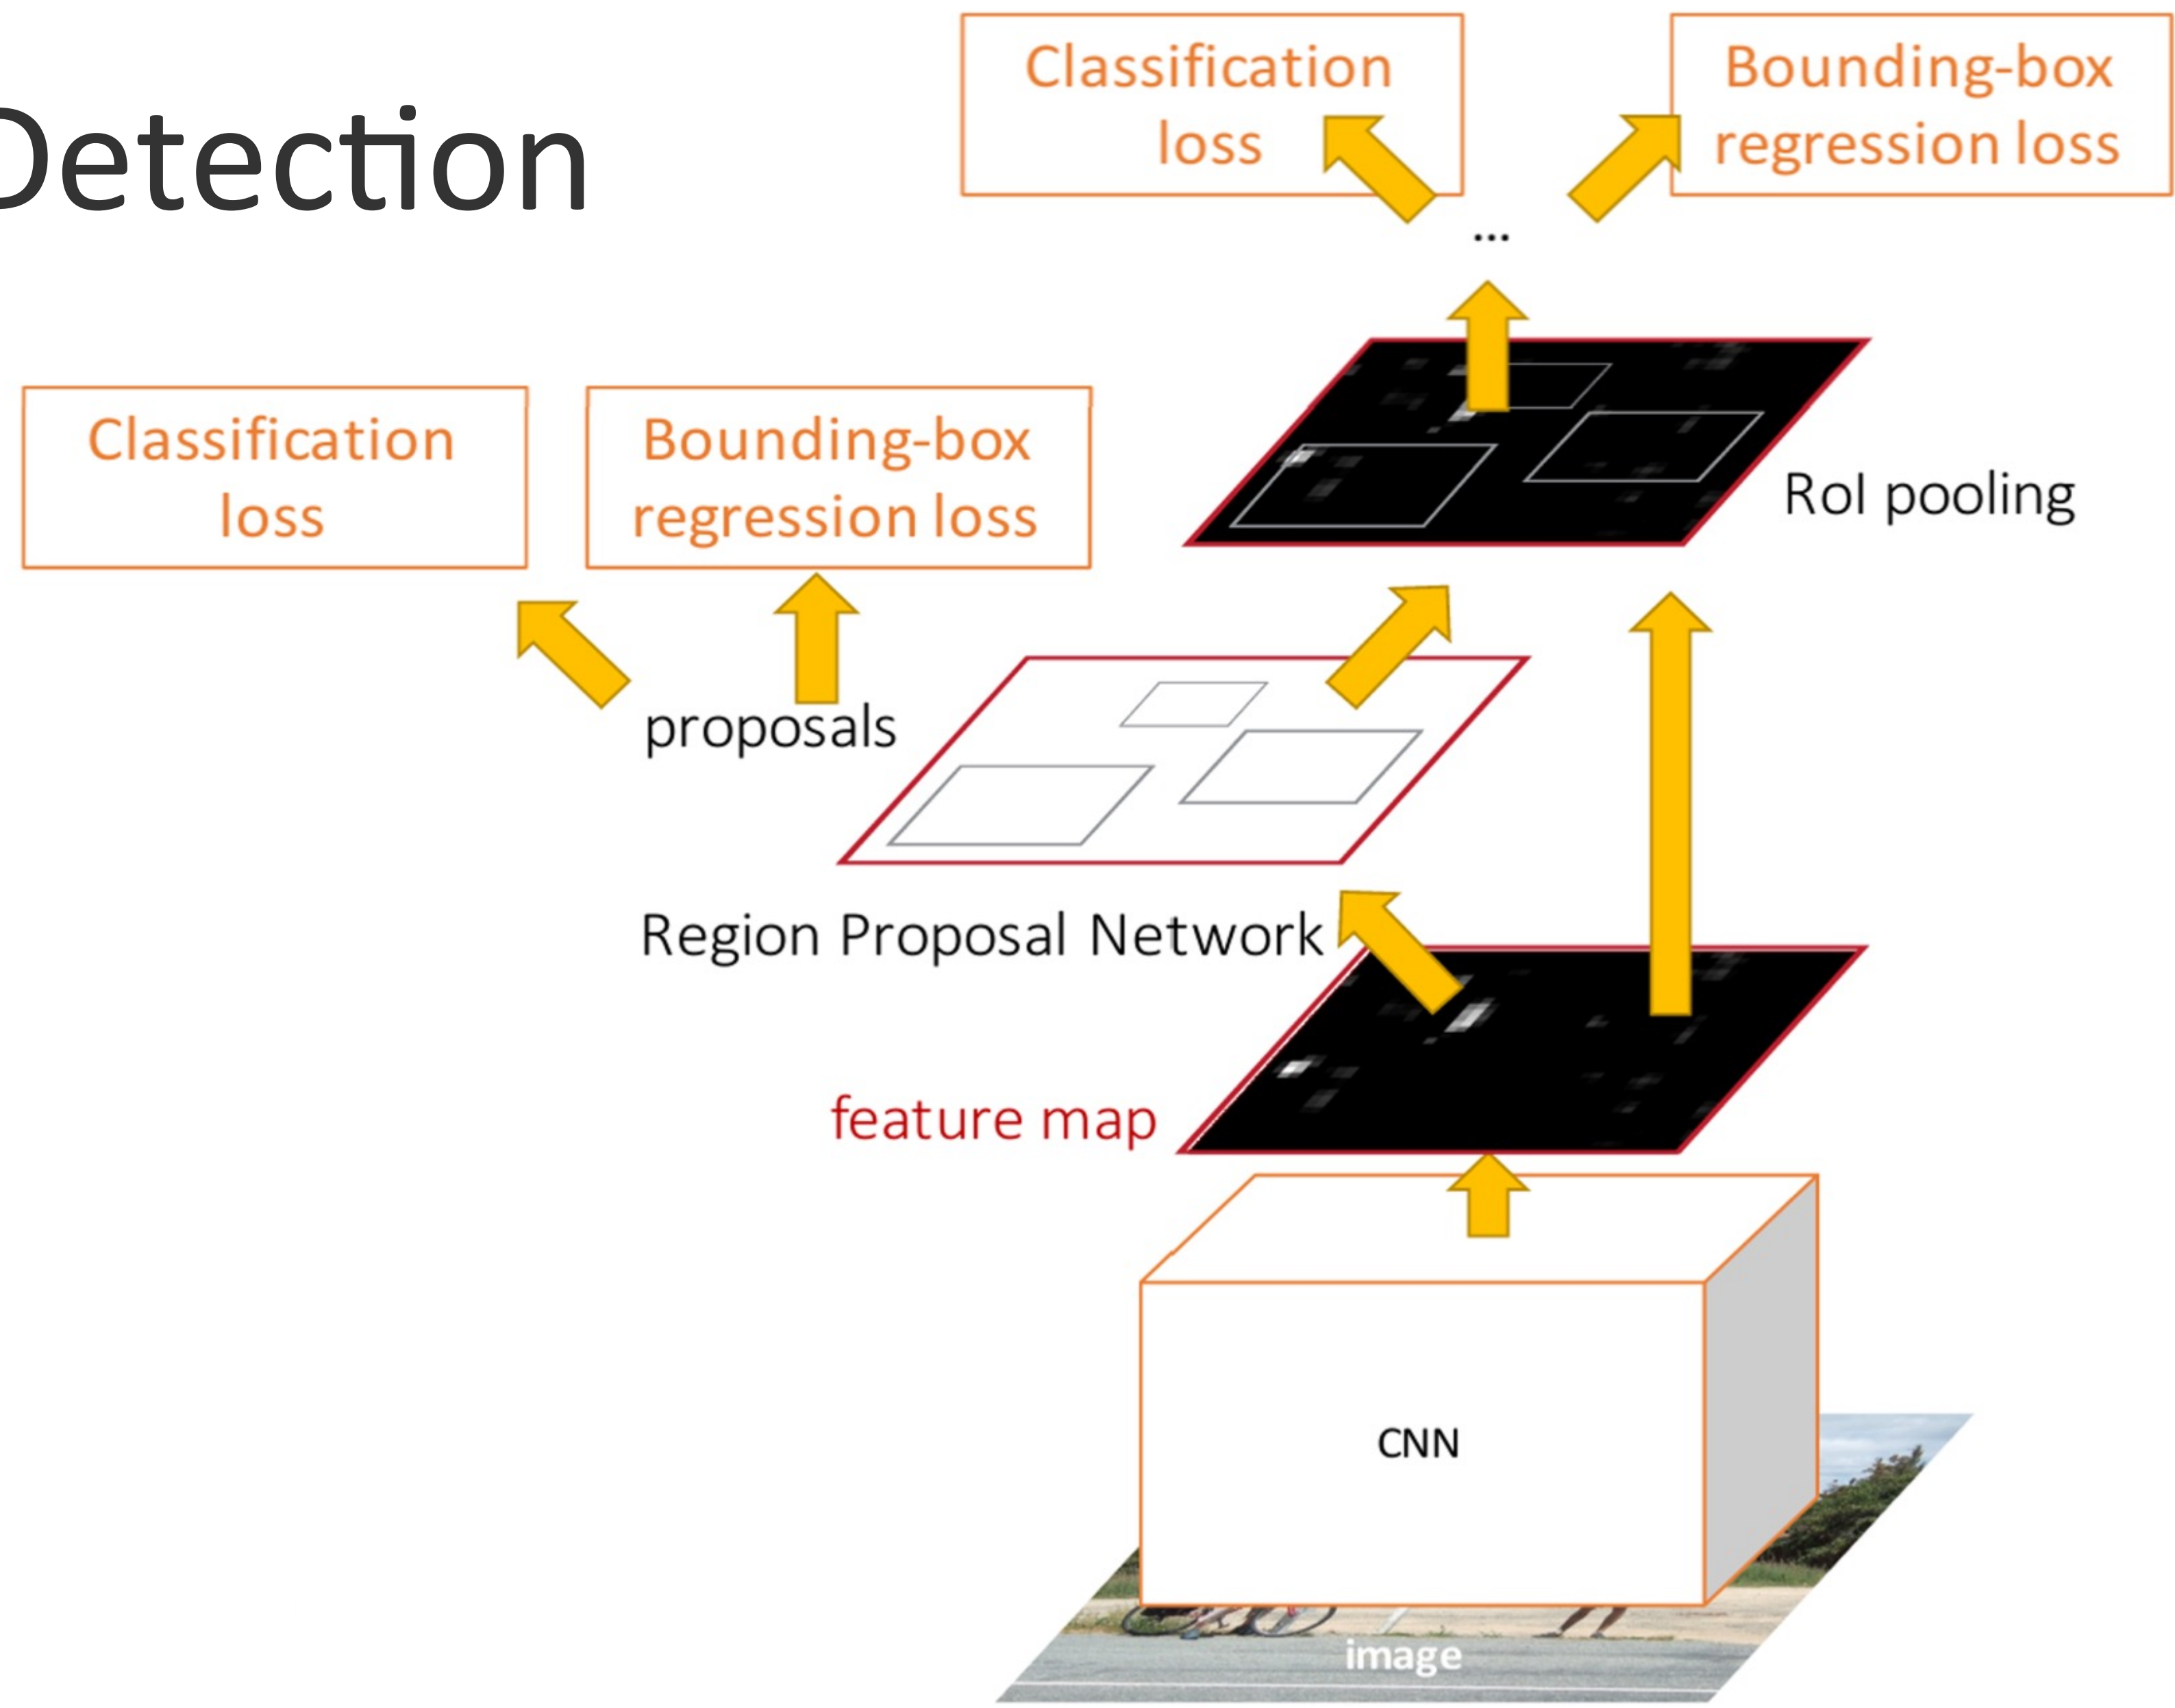 Detection
Classification
loss
Bounding-box
regression loss
...
Classification
loss
Bounding-box
regression loss
RoI pooling
proposals
Region Proposal Network
feature map
CNN
image